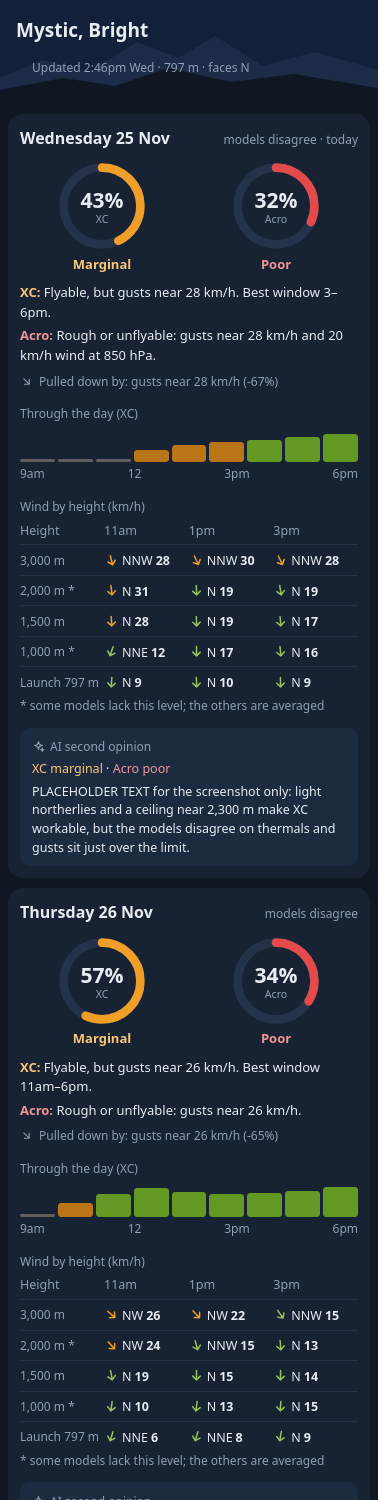 Mystic, Bright
Updated 2:46pm Wed · 797 m · faces N
Wednesday 25 Nov
models disagree · today
43%
XC
Marginal
32%
Acro
Poor
XC: Flyable, but gusts near 28 km/h. Best window 3–
6pm.
Acro: Rough or unflyable: gusts near 28 km/h and 20
km/h wind at 850 hPa.
↘ Pulled down by: gusts near 28 km/h (-67%)
Through the day (XC)
9am 12 3pm 6pm
Wind by height (km/h)
Height 11am 1pm 3pm
3,000 m NNW 28 NNW 30 NNW 28
2,000 m * N 31 N 19 N 19
1,500 m N 28 N 19 N 17
1,000 m * NNE 12 N 17 N 16
Launch 797 m N 9 N 10 N 9
* some models lack this level; the others are averaged
AI second opinion
XC marginal · Acro poor
PLACEHOLDER TEXT for the screenshot only: light
northerlies and a ceiling near 2,300 m make XC
workable, but the models disagree on thermals and
gusts sit just over the limit.
Thursday 26 Nov
models disagree
57%
XC
Marginal
34%
Acro
Poor
XC: Flyable, but gusts near 26 km/h. Best window
11am–6pm.
Acro: Rough or unflyable: gusts near 26 km/h.
↘ Pulled down by: gusts near 26 km/h (-65%)
Through the day (XC)
9am 12 3pm 6pm
Wind by height (km/h)
Height 11am 1pm 3pm
3,000 m NW 26 NW 22 NNW 15
2,000 m * NW 24 NNW 15 N 13
1,500 m N 19 N 15 N 14
1,000 m * N 10 N 13 N 15
Launch 797 m NNE 6 NNE 8 N 9
* some models lack this level; the others are averaged